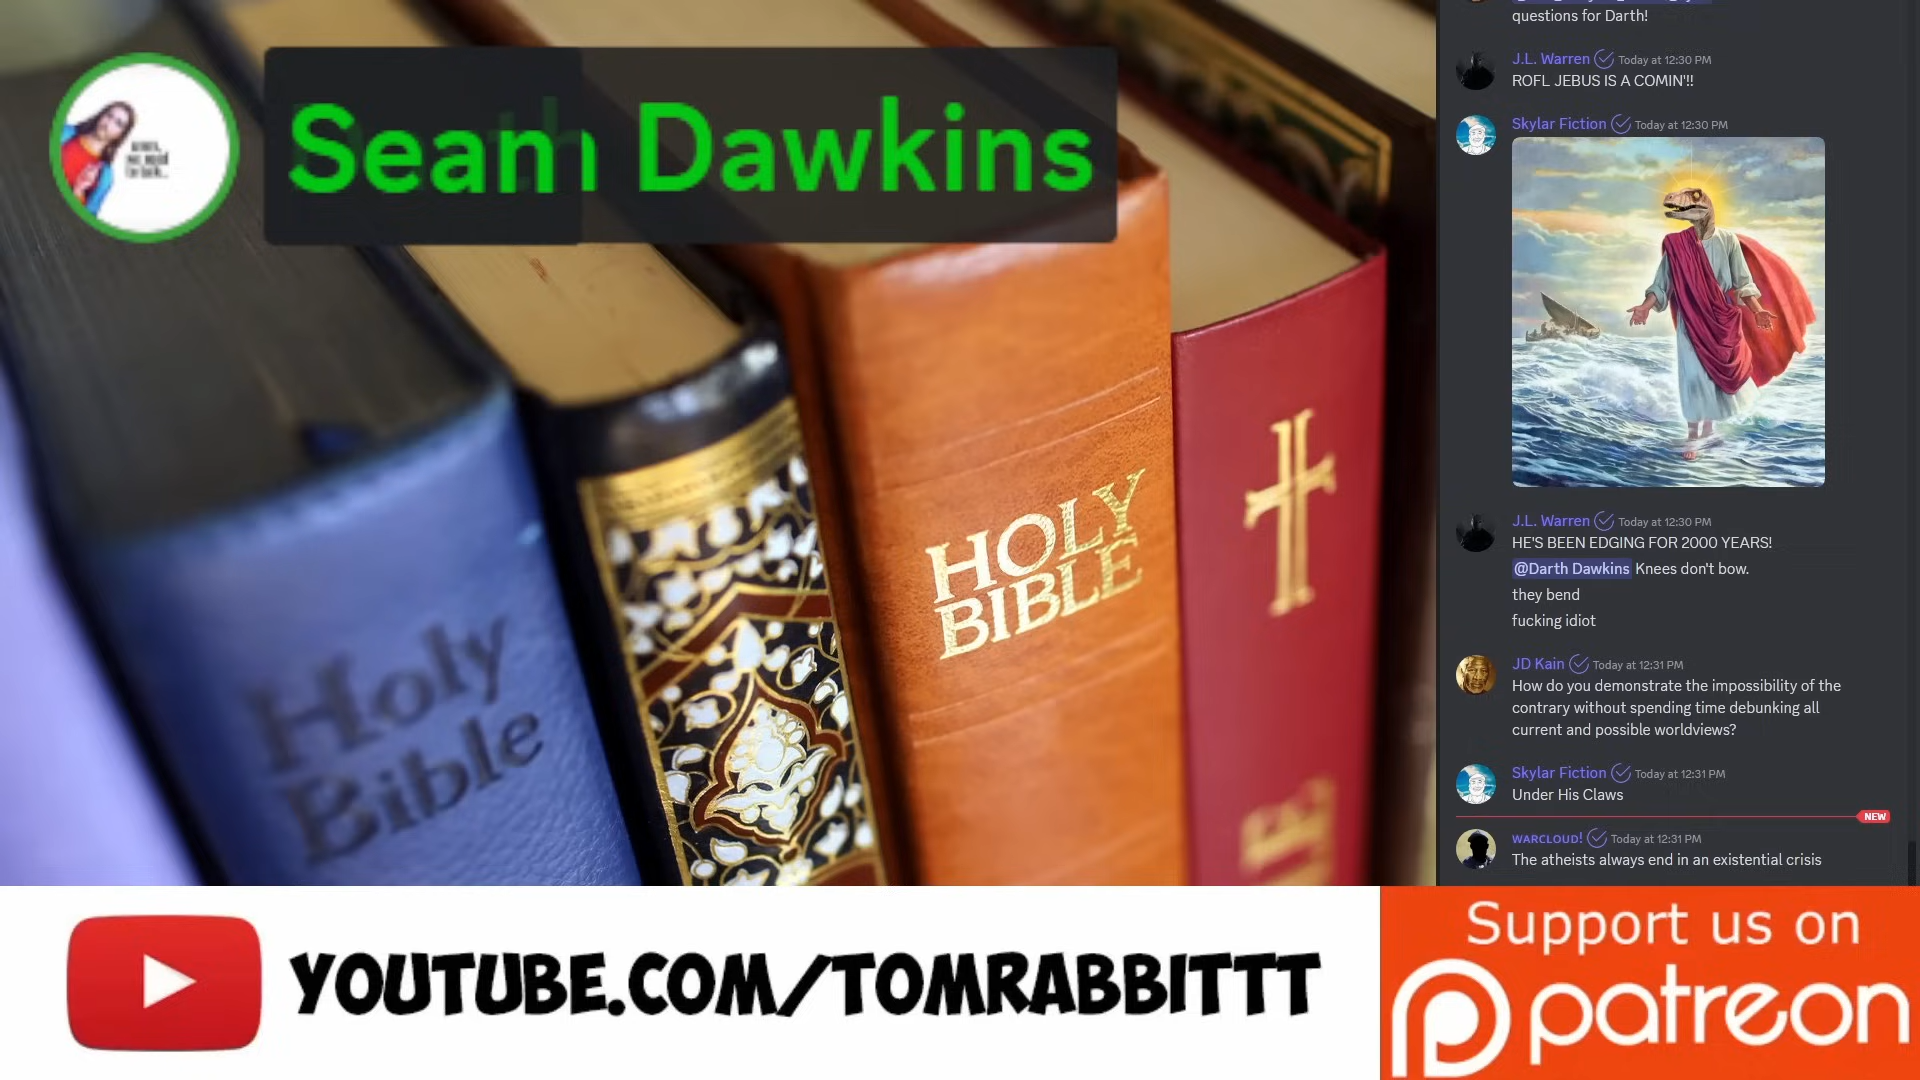 Sean Dawkins
Holy
Bible
HOLY
BIBLE
questions for Darth!
J.L. Warren Today at 12:30 PM
ROFL JEBUS IS A COMIN'!!
Skylar Fiction Today at 12:30 PM
J.L. Warren Today at 12:30 PM
HE'S BEEN EDGING FOR 2000 YEARS!
@Darth Dawkins Knees don't bow.
they bend
fucking idiot
JD Kain Today at 12:31 PM
How do you demonstrate the impossibility of the
contrary without spending time debunking all
current and possible worldviews?
Skylar Fiction Today at 12:31 PM
Under His Claws
NEW
WARCLOUD! Today at 12:31 PM
The atheists always end in an existential crisis
YOUTUBE.COM/TOMRABBITTT
Support us on
patreon